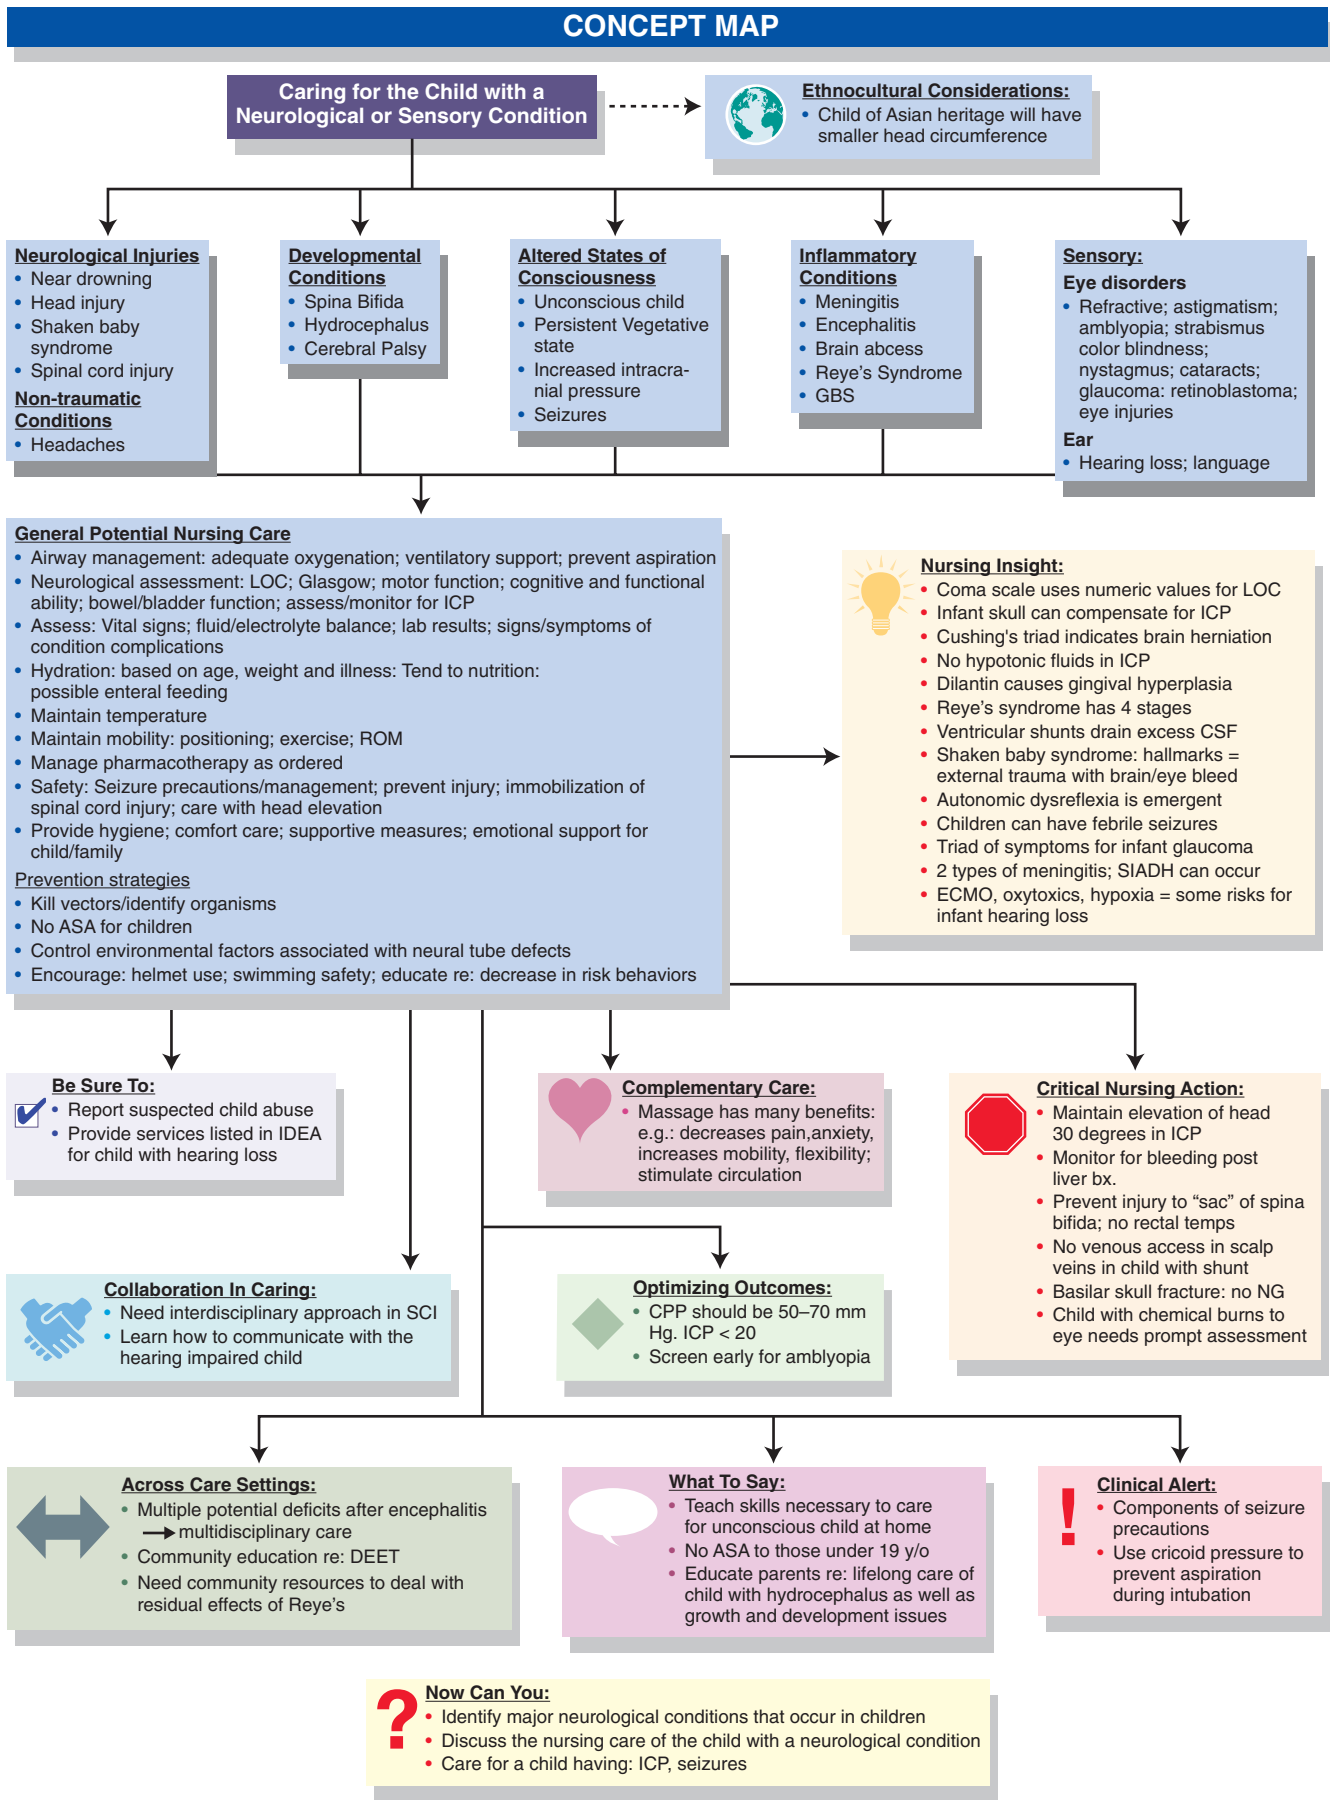 CONCEPT MAP
Caring for the Child with a
Neurological or Sensory Condition
Ethnocultural Considerations:
• Child of Asian heritage will have
smaller head circumference
Neurological Injuries
• Near drowning
• Head injury
• Shaken baby
syndrome
• Spinal cord injury
Non-traumatic
Conditions
• Headaches
Developmental
Conditions
• Spina Bifida
• Hydrocephalus
• Cerebral Palsy
Altered States of
Consciousness
• Unconscious child
• Persistent Vegetative
state
• Increased intracra-
nial pressure
• Seizures
Inflammatory
Conditions
• Meningitis
• Encephalitis
• Brain abcess
• Reye's Syndrome
• GBS
Sensory:
Eye disorders
• Refractive; astigmatism;
amblyopia; strabismus
color blindness;
nystagmus; cataracts;
glaucoma: retinoblastoma;
eye injuries
Ear
• Hearing loss; language
General Potential Nursing Care
• Airway management: adequate oxygenation; ventilatory support; prevent aspiration
• Neurological assessment: LOC; Glasgow; motor function; cognitive and functional
ability; bowel/bladder function; assess/monitor for ICP
• Assess: Vital signs; fluid/electrolyte balance; lab results; signs/symptoms of
condition complications
• Hydration: based on age, weight and illness: Tend to nutrition:
possible enteral feeding
• Maintain temperature
• Maintain mobility: positioning; exercise; ROM
• Manage pharmacotherapy as ordered
• Safety: Seizure precautions/management; prevent injury; immobilization of
spinal cord injury; care with head elevation
• Provide hygiene; comfort care; supportive measures; emotional support for
child/family
Prevention strategies
• Kill vectors/identify organisms
• No ASA for children
• Control environmental factors associated with neural tube defects
• Encourage: helmet use; swimming safety; educate re: decrease in risk behaviors
Nursing Insight:
• Coma scale uses numeric values for LOC
• Infant skull can compensate for ICP
• Cushing's triad indicates brain herniation
• No hypotonic fluids in ICP
• Dilantin causes gingival hyperplasia
• Reye's syndrome has 4 stages
• Ventricular shunts drain excess CSF
• Shaken baby syndrome: hallmarks =
external trauma with brain/eye bleed
• Autonomic dysreflexia is emergent
• Children can have febrile seizures
• Triad of symptoms for infant glaucoma
• 2 types of meningitis; SIADH can occur
• ECMO, oxytoxics, hypoxia = some risks for
infant hearing loss
Be Sure To:
• Report suspected child abuse
• Provide services listed in IDEA
for child with hearing loss
Complementary Care:
• Massage has many benefits:
e.g.: decreases pain,anxiety,
increases mobility, flexibility;
stimulate circulation
Critical Nursing Action:
• Maintain elevation of head
30 degrees in ICP
• Monitor for bleeding post
liver bx.
• Prevent injury to “sac” of spina
bifida; no rectal temps
• No venous access in scalp
veins in child with shunt
• Basilar skull fracture: no NG
• Child with chemical burns to
eye needs prompt assessment
Collaboration In Caring:
• Need interdisciplinary approach in SCI
• Learn how to communicate with the
hearing impaired child
Optimizing Outcomes:
• CPP should be 50–70 mm
Hg. ICP < 20
• Screen early for amblyopia
Across Care Settings:
• Multiple potential deficits after encephalitis
→ multidisciplinary care
• Community education re: DEET
• Need community resources to deal with
residual effects of Reye's
What To Say:
• Teach skills necessary to care
for unconscious child at home
• No ASA to those under 19 y/o
• Educate parents re: lifelong care of
child with hydrocephalus as well as
growth and development issues
! Clinical Alert:
• Components of seizure
precautions
• Use cricoid pressure to
prevent aspiration
during intubation
? Now Can You:
• Identify major neurological conditions that occur in children
• Discuss the nursing care of the child with a neurological condition
• Care for a child having: ICP, seizures